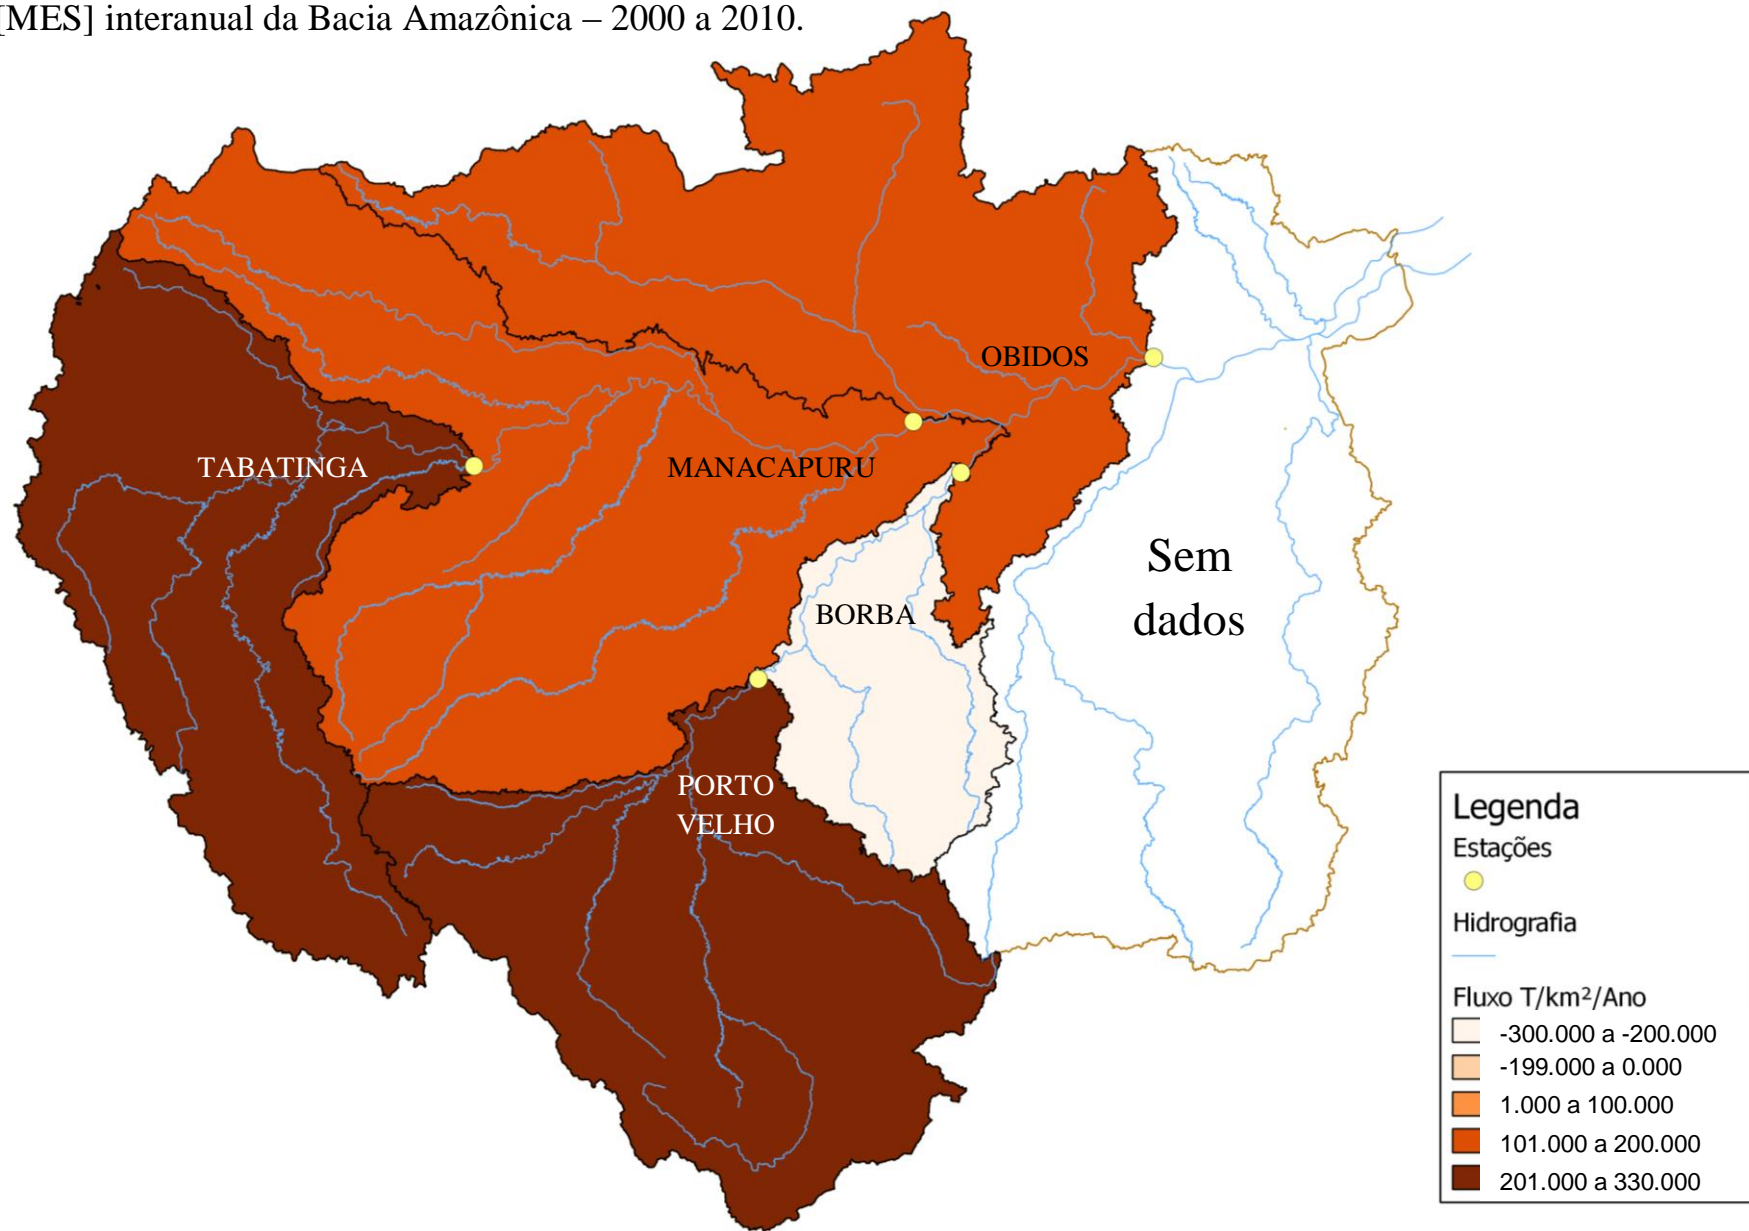 [MES] interanual da Bacia Amazônica – 2000 a 2010.
OBIDOS
TABATINGA
MANACAPURU
Sem
dados
BORBA
PORTO
VELHO
Legenda
Estações
Hidrografia
Fluxo T/km²/Ano
-300.000 a -200.000
-199.000 a 0.000
1.000 a 100.000
101.000 a 200.000
201.000 a 330.000